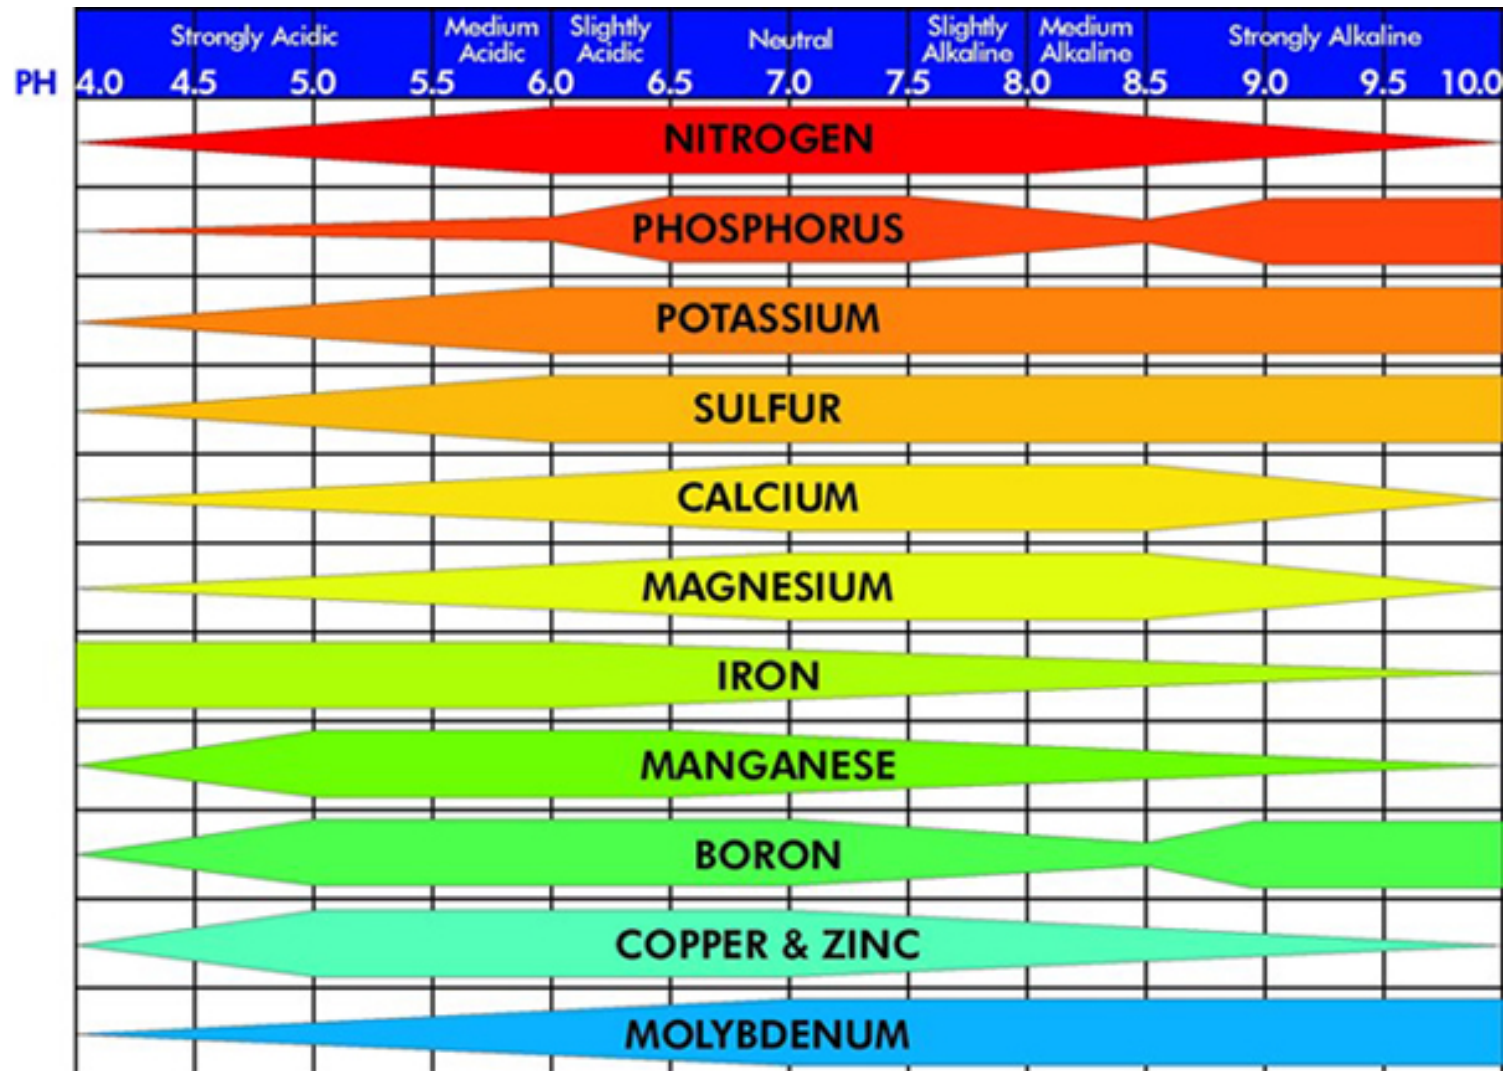 Strongly Acidic
Medium
Acidic
Slightly
Acidic
Neutral
Slightly
Alkaline
Medium
Alkaline
Strongly Alkaline
PH 4.0 4.5 5.0 5.5 6.0 6.5 7.0 7.5 8.0 8.5 9.0 9.5 10.0
NITROGEN
PHOSPHORUS
POTASSIUM
SULFUR
CALCIUM
MAGNESIUM
IRON
MANGANESE
BORON
COPPER & ZINC
MOLYBDENUM